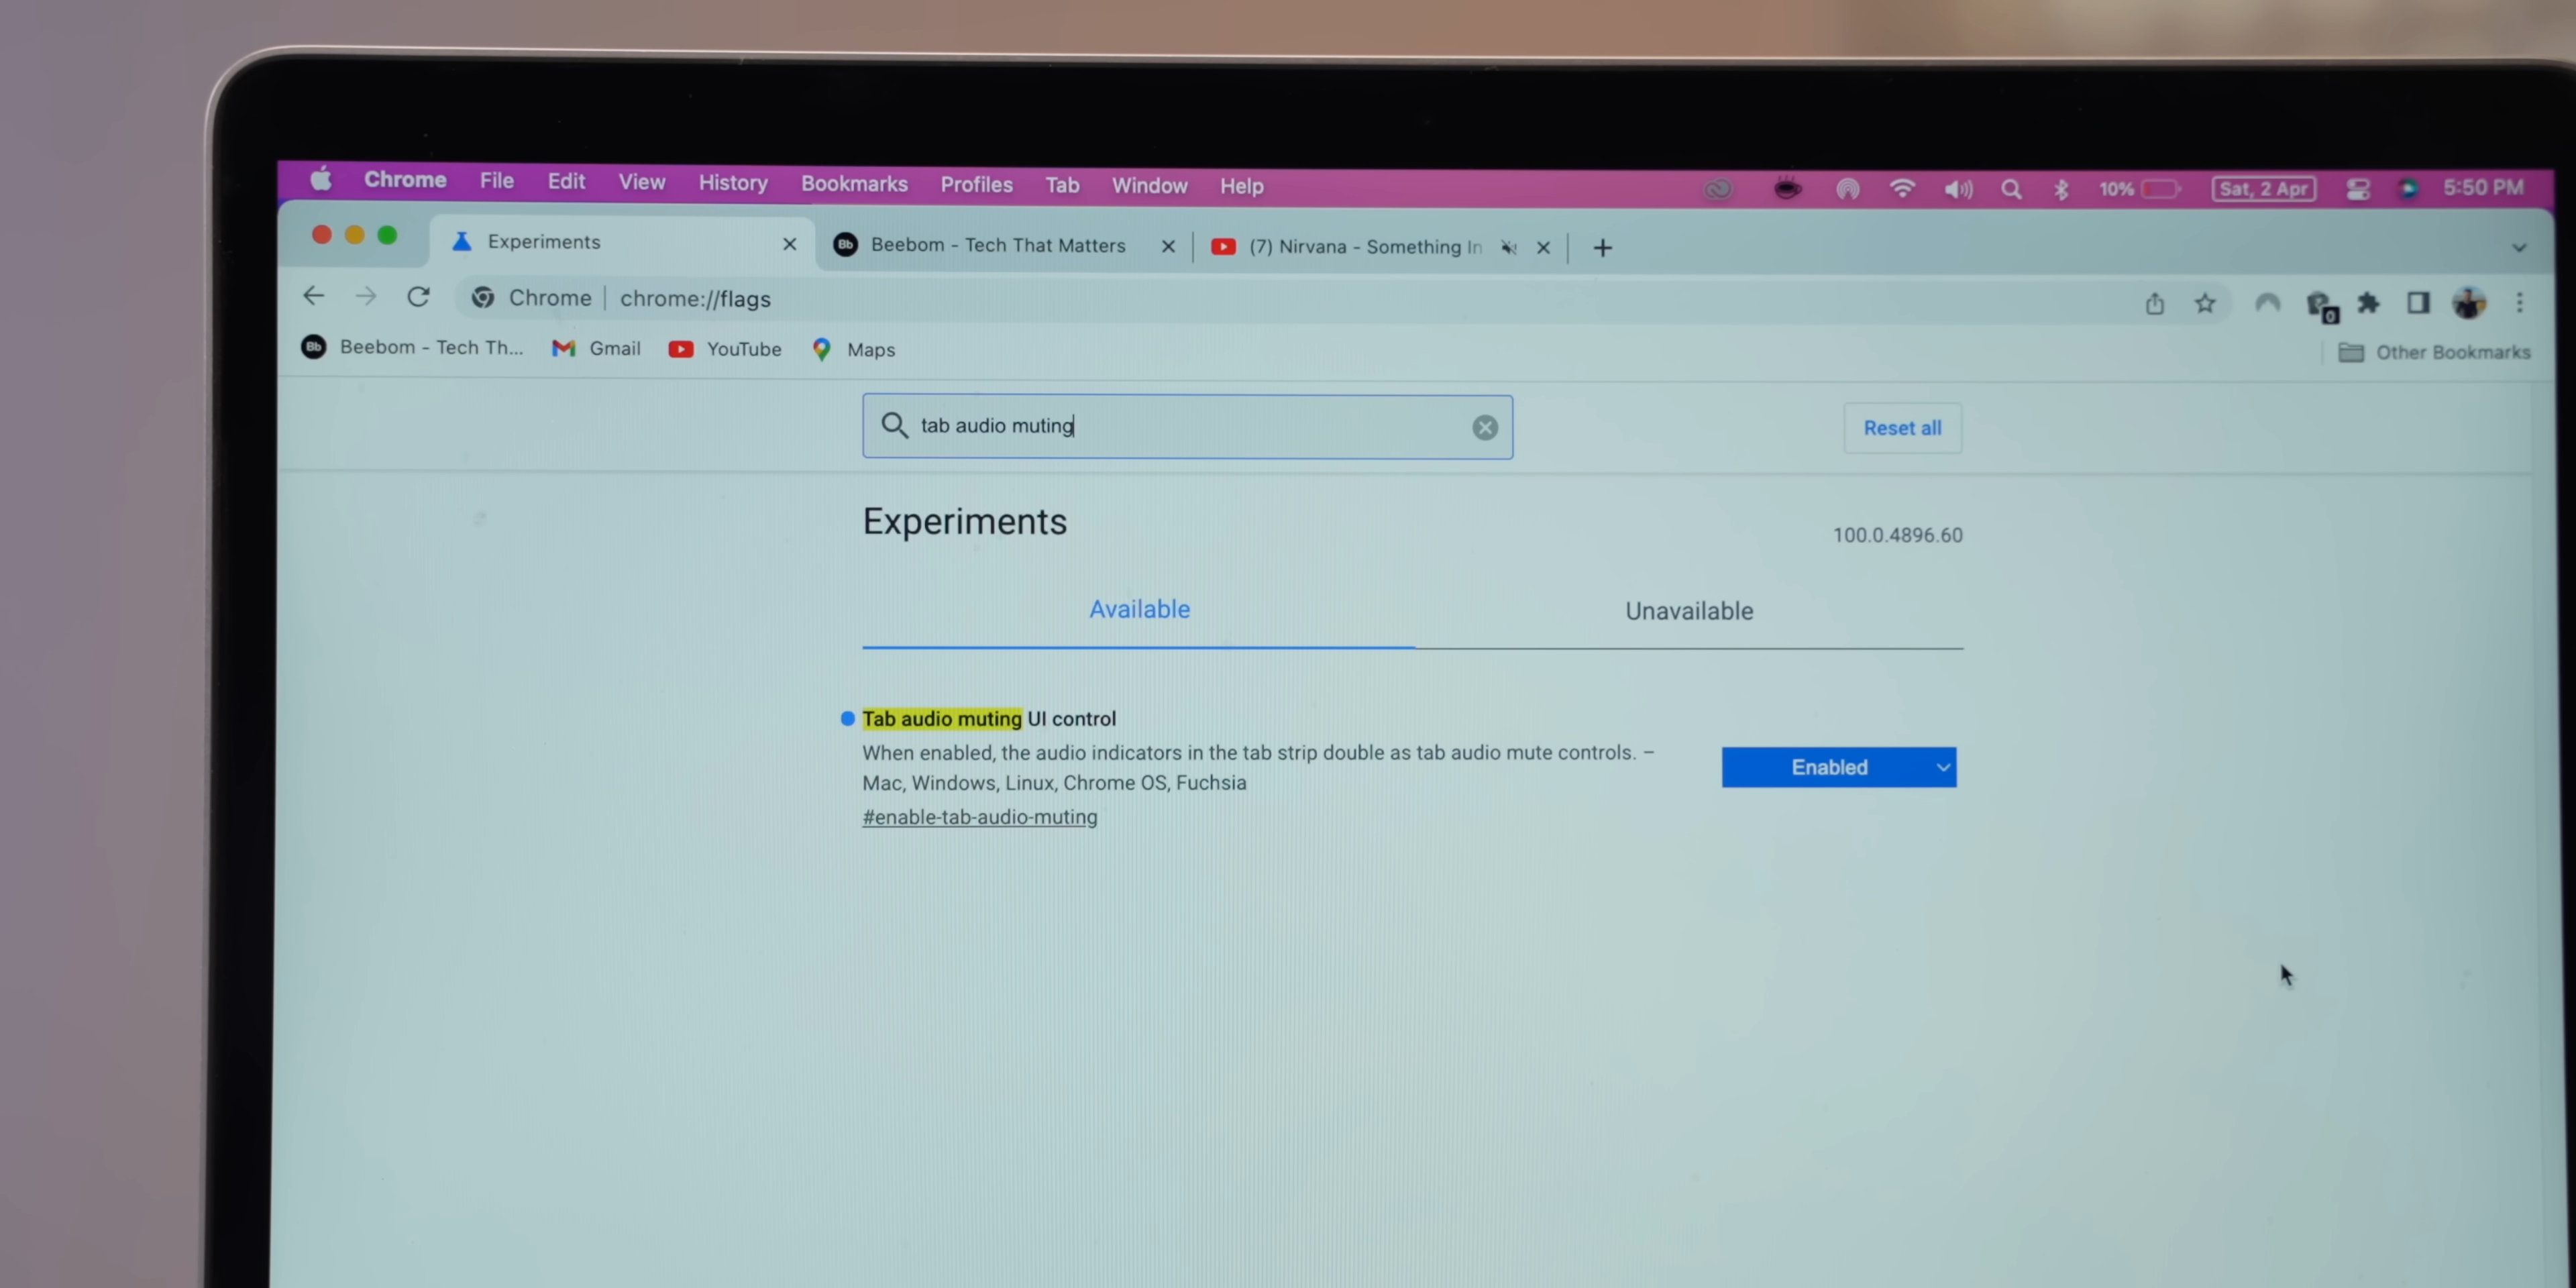 Chrome File Edit View History Bookmarks Profiles Tab Window Help 10% Sat, 2 Apr 5:50 PM
Experiments Bb Beebom - Tech That Matters (7) Nirvana - Something In
Chrome chrome://flags 0
Bb Beebom - Tech Th... Gmail YouTube Maps Other Bookmarks
tab audio muting Reset all
Experiments 100.0.4896.60
Available Unavailable
Tab audio muting UI control
When enabled, the audio indicators in the tab strip double as tab audio mute controls. –
Mac, Windows, Linux, Chrome OS, Fuchsia
Enabled
#enable-tab-audio-muting